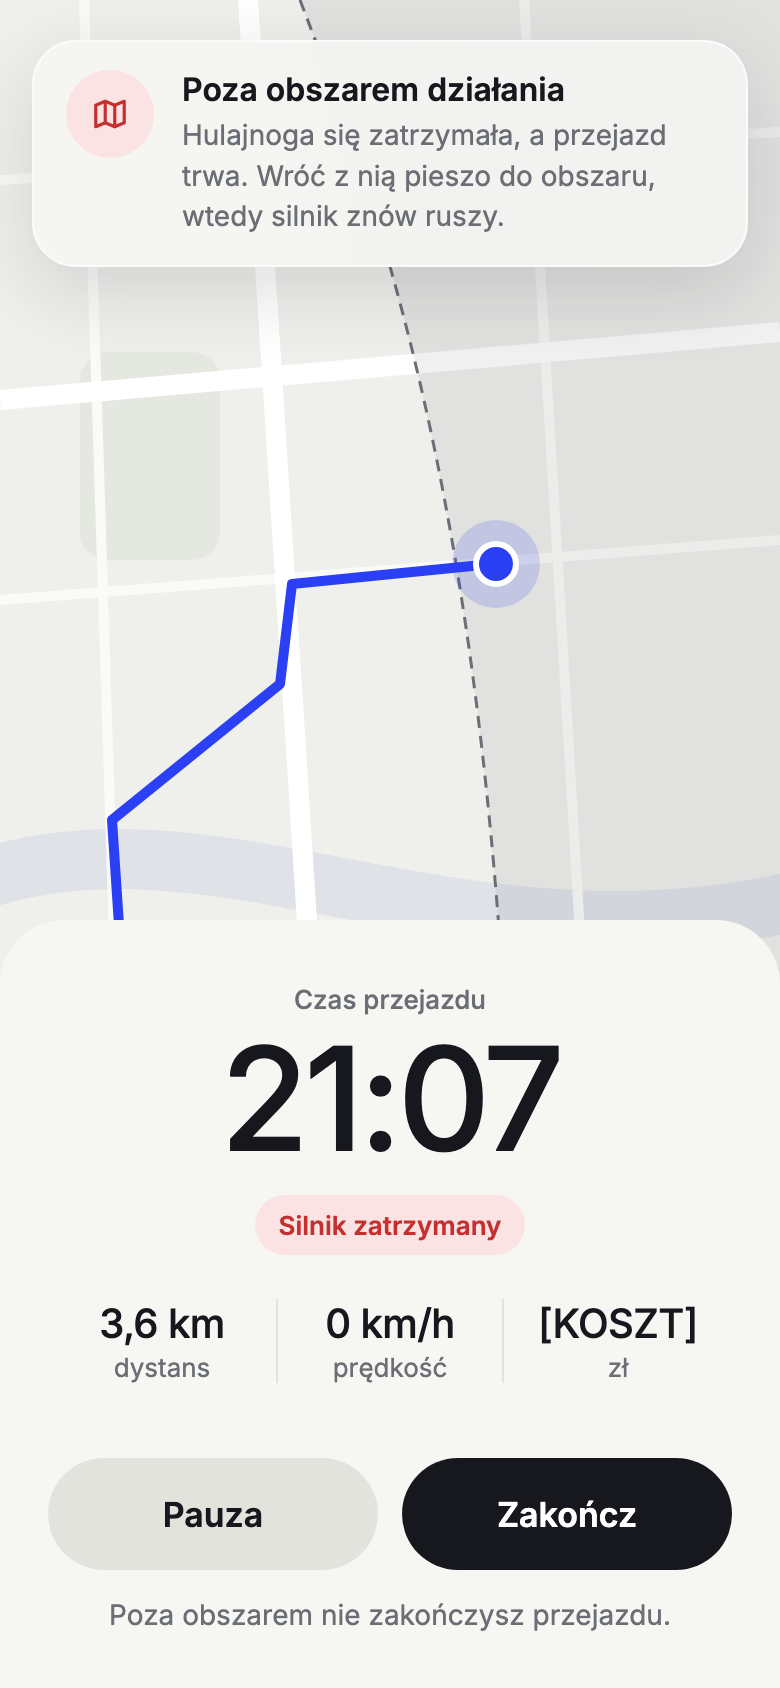 Poza obszarem działania
Hulajnoga się zatrzymała, a przejazd
trwa. Wróć z nią pieszo do obszaru,
wtedy silnik znów ruszy.
Czas przejazdu
21:07
Silnik zatrzymany
3,6 km
dystans
0 km/h
prędkość
[KOSZT]
zł
Pauza
Zakończ
Poza obszarem nie zakończysz przejazdu.